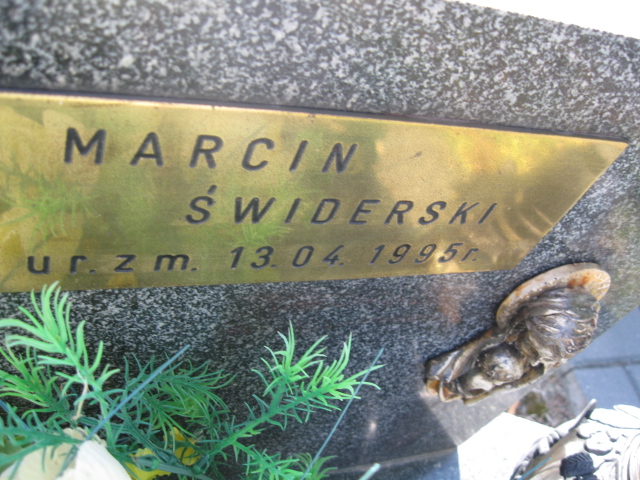 MARCIN
ŚWIDERSKI
ur. zm. 13.04.1995r.